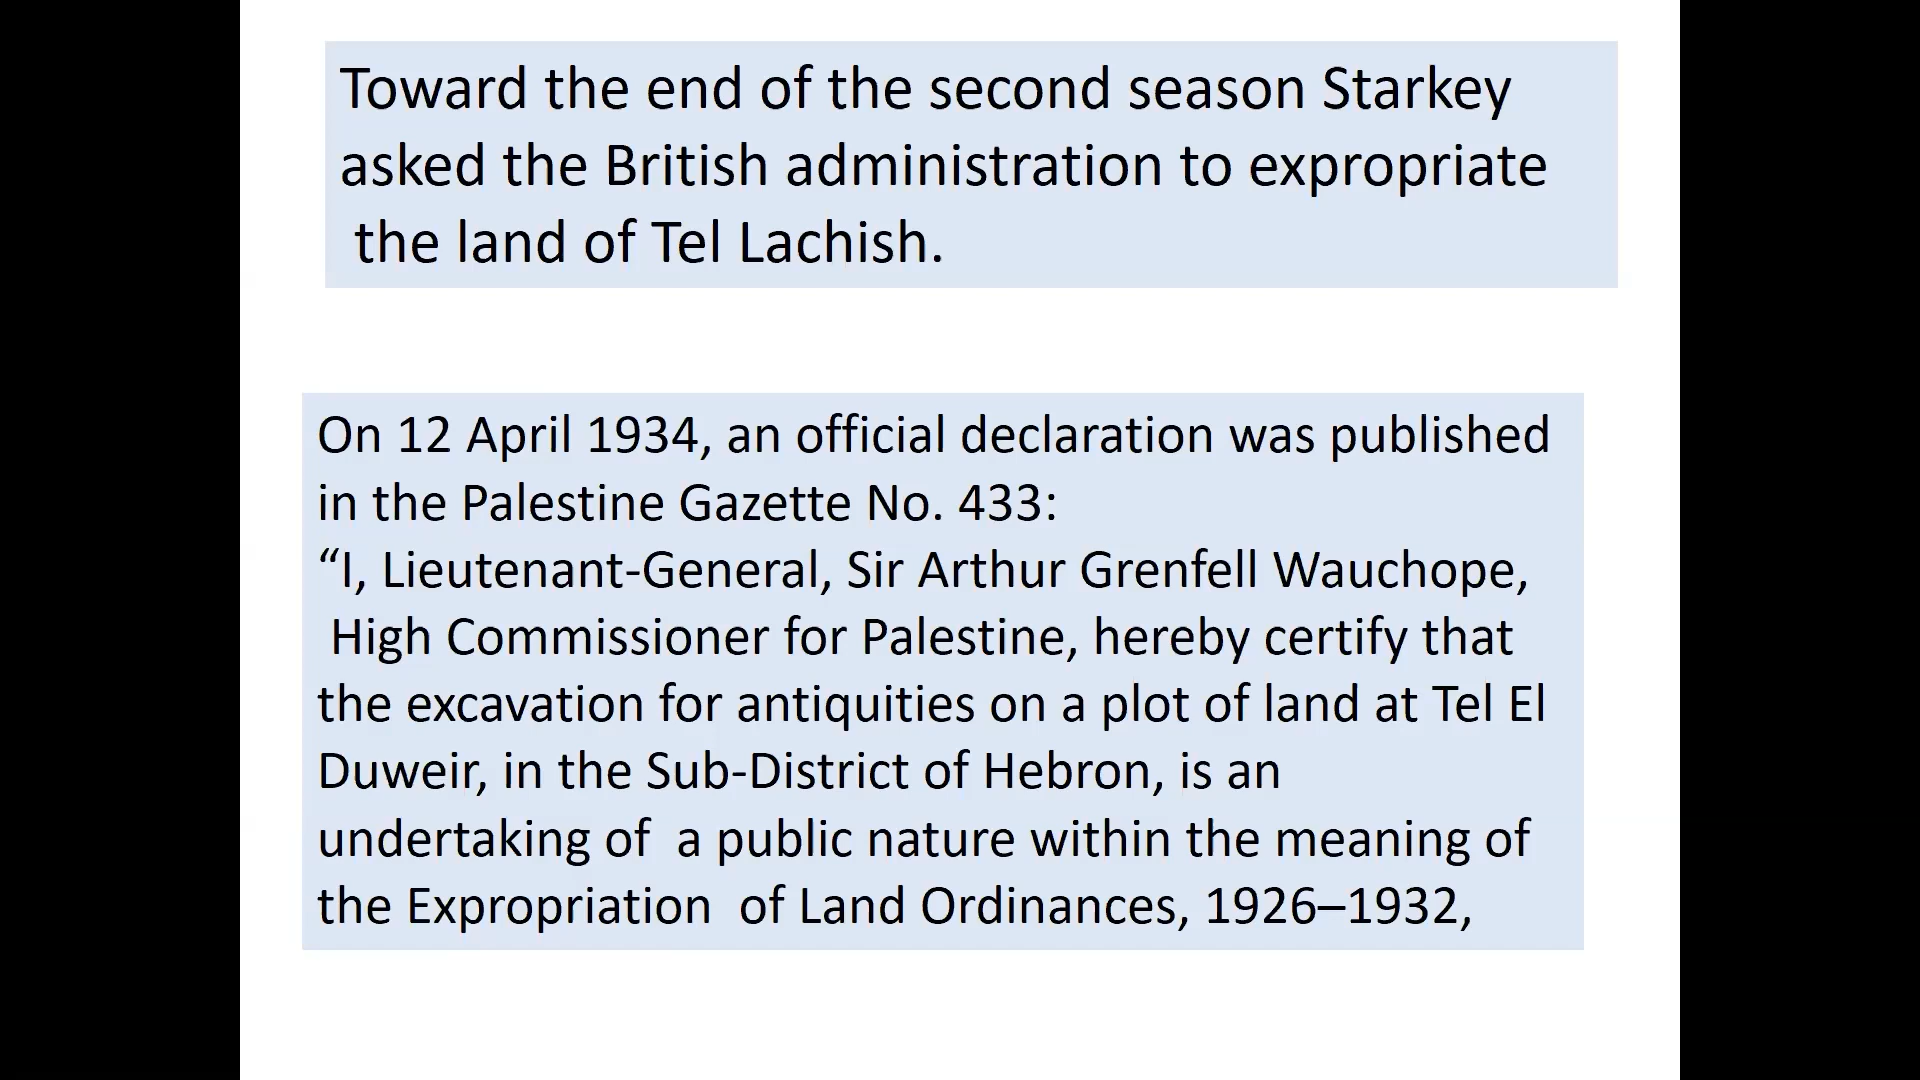 Toward the end of the second season Starkey
asked the British administration to expropriate
the land of Tel Lachish.
On 12 April 1934, an official declaration was published
in the Palestine Gazette No. 433:
“I, Lieutenant-General, Sir Arthur Grenfell Wauchope,
High Commissioner for Palestine, hereby certify that
the excavation for antiquities on a plot of land at Tel El
Duweir, in the Sub-District of Hebron, is an
undertaking of  a public nature within the meaning of
the Expropriation  of Land Ordinances, 1926–1932,